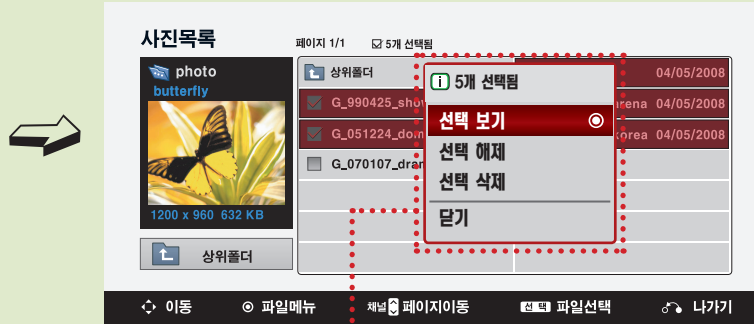 사진목록
페이지 1/1 5개 선택됨
photo
butterfly
1200 x 960 632 KB
상위폴더
상위폴더 04/05/2008
G_990425_sho arena 04/05/2008
G_051224_dom korea 04/05/2008
G_070107_dram
i 5개 선택됨
선택 보기
선택 해제
선택 삭제
닫기
이동 파일메뉴 채널 페이지이동 선택 파일선택 나가기